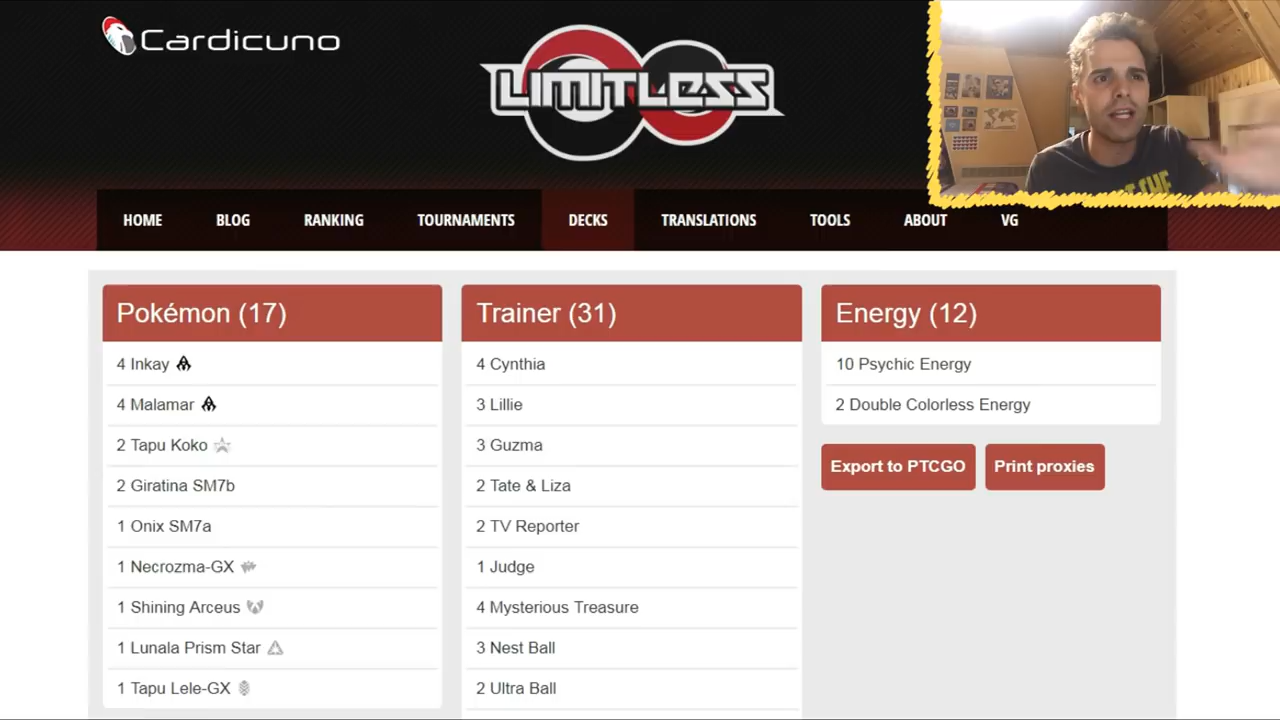 Cardicuno
LIMITLESS
HOME BLOG RANKING TOURNAMENTS DECKS TRANSLATIONS TOOLS ABOUT VG
Pokémon (17)
4 Inkay
4 Malamar
2 Tapu Koko
2 Giratina SM7b
1 Onix SM7a
1 Necrozma-GX
1 Shining Arceus
1 Lunala Prism Star
1 Tapu Lele-GX
Trainer (31)
4 Cynthia
3 Lillie
3 Guzma
2 Tate & Liza
2 TV Reporter
1 Judge
4 Mysterious Treasure
3 Nest Ball
2 Ultra Ball
Energy (12)
10 Psychic Energy
2 Double Colorless Energy
Export to PTCGO
Print proxies